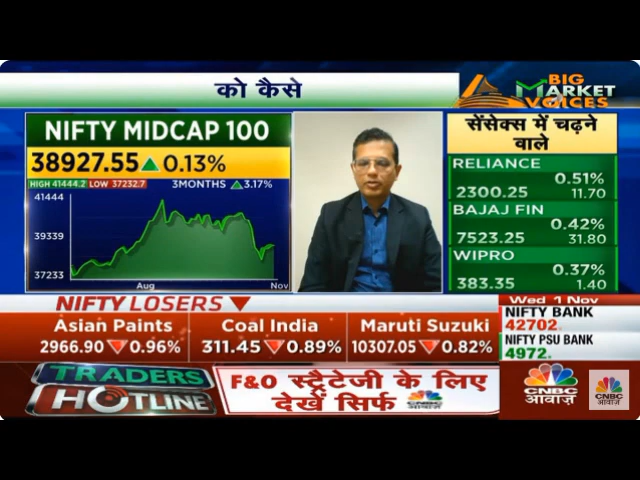 को कैसे
BIG
MARKET
VOICES
NIFTY MIDCAP 100
38927.55 ▲ 0.13%
HIGH 41444.2 LOW 37232.7 3MONTHS ▲ 3.17%
41444
39339
37233
Aug
Nov
सेंसेक्स में चढ़ने
वाले
RELIANCE
0.51%
2300.25
11.70
BAJAJ FIN
0.42%
7523.25
31.80
WIPRO
0.37%
383.35
1.40
NIFTY LOSERS ▼
Asian Paints
2966.90 ▼ 0.96%
Coal India
311.45 ▼ 0.89%
Maruti Suzuki
10307.05 ▼ 0.82%
Wed 1 Nov
NIFTY BANK
42702
NIFTY PSU BANK
4972
TRADERS
HOTLINE
F&O स्ट्रैटेजी के लिए
देखें सिर्फ CNBC आवाज़
CNBC
आवाज़
CNBC
आवाज़